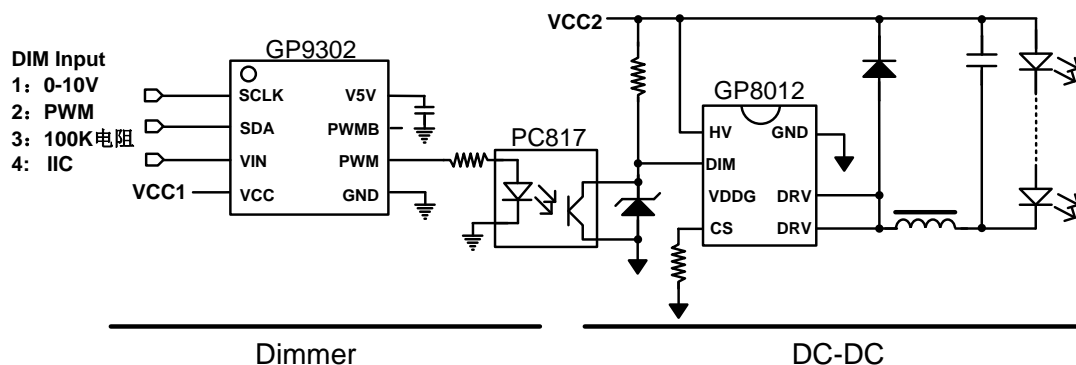 VCC2
DIM Input
1：0-10V
2：PWM
3：100K电阻
4: IIC
GP9302
SCLK
SDA
VIN
VCC
V5V
PWMB
PWM
GND
VCC1
PC817
GP8012
HV
DIM
VDDG
CS
GND
DRV
DRV
Dimmer
DC-DC